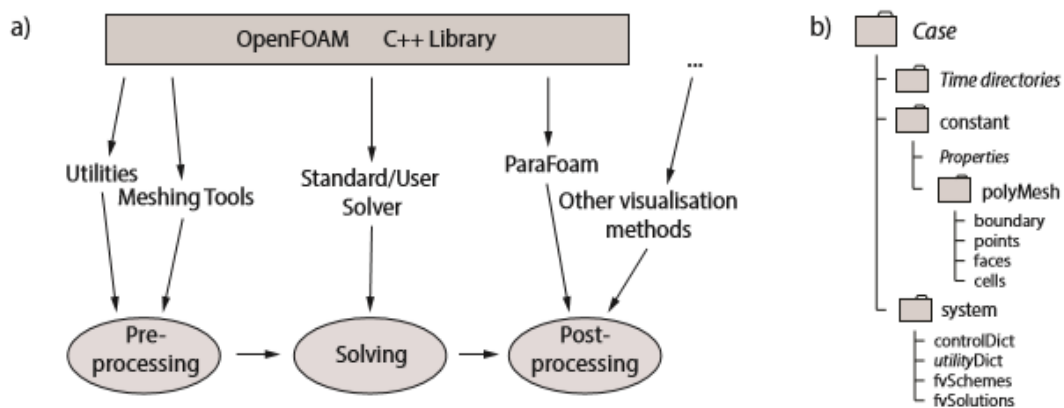 a)
OpenFOAM C++ Library
...
Utilities
Meshing Tools
Standard/User
Solver
ParaFoam
Other visualisation
methods
Pre-
processing
Solving
Post-
processing
b)
Case
Time directories
constant
Properties
polyMesh
boundary
points
faces
cells
system
controlDict
utilityDict
fvSchemes
fvSolutions